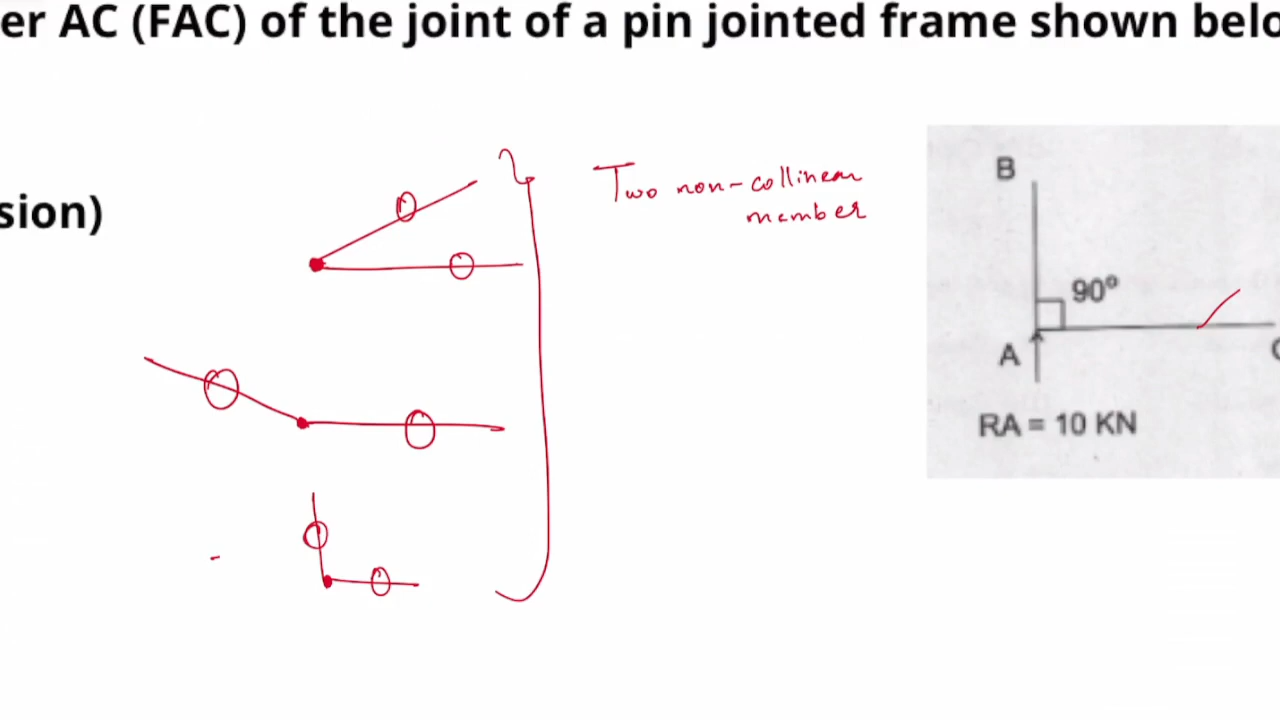 er AC (FAC) of the joint of a pin jointed frame shown belo
sion)
Two non-collinear
member
B
90°
A
C
RA = 10 KN